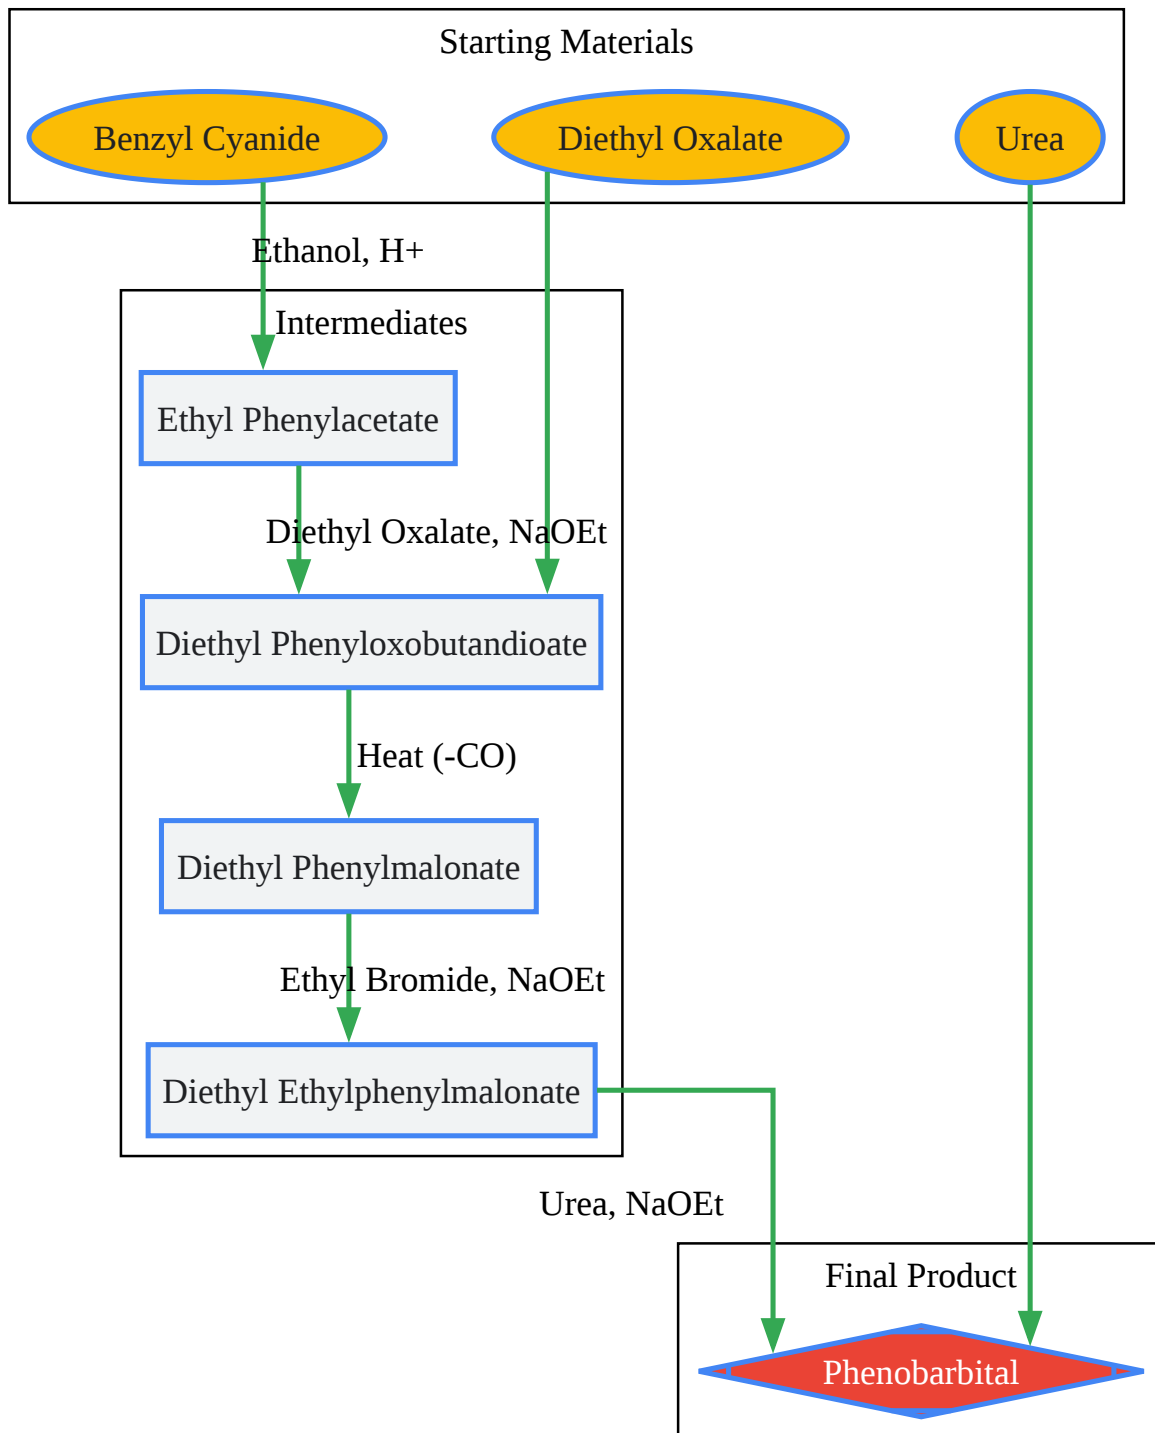 Starting Materials
Benzyl Cyanide
Diethyl Oxalate
Urea
Ethanol, H+
Intermediates
Ethyl Phenylacetate
Diethyl Oxalate, NaOEt
Diethyl Phenyloxobutandioate
Heat (-CO)
Diethyl Phenylmalonate
Ethyl Bromide, NaOEt
Diethyl Ethylphenylmalonate
Urea, NaOEt
Final Product
Phenobarbital